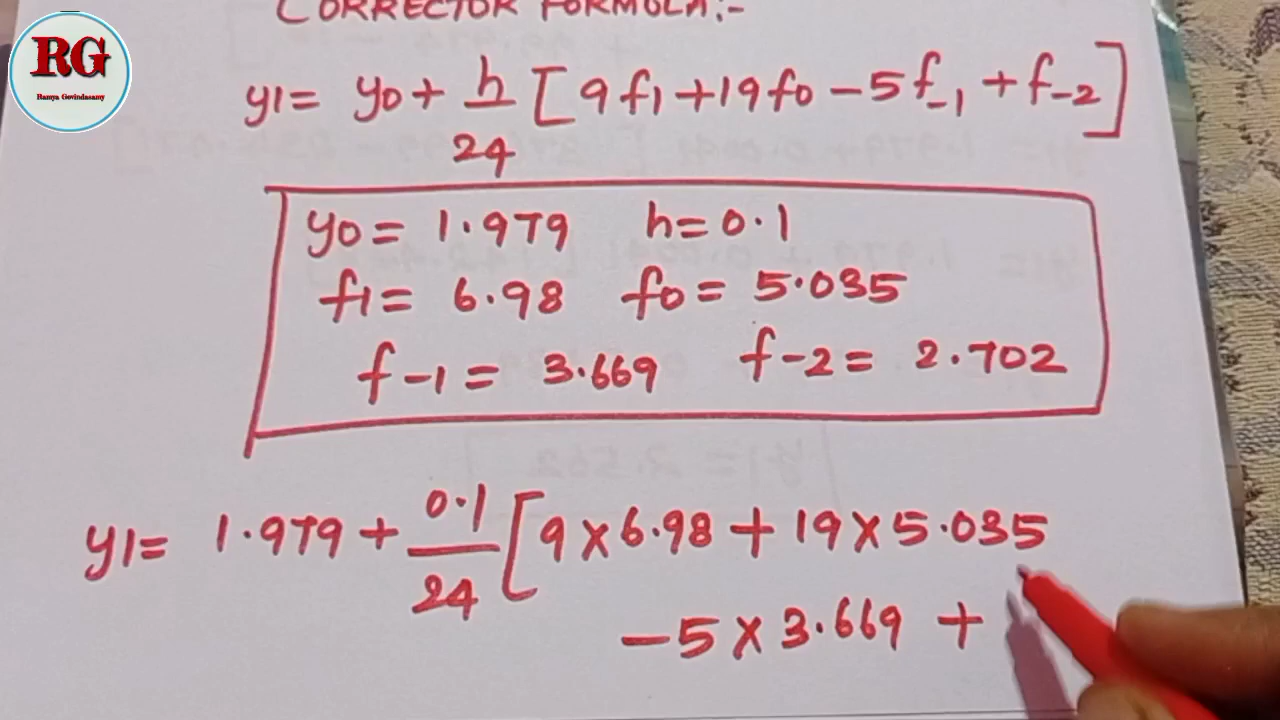 RG
Ramya Govindasamy
CORRECTOR FORMULA:-
y1= y0+ h/24 [ 9f1+19f0-5f-1+f-2 ]
y0= 1.979 h=0.1
f1= 6.98 f0= 5.035
f-1= 3.669 f-2= 2.702
y1= 1.979+ 0.1/24 [ 9×6.98+19×5.035
-5×3.669 +